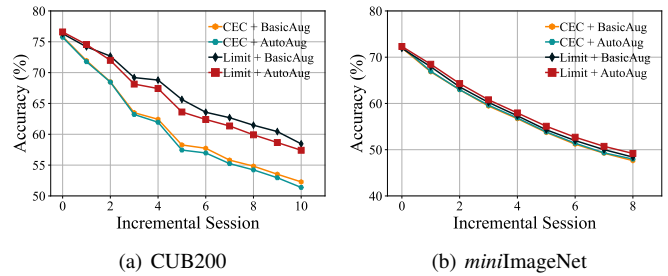 80
75
70
65
60
55
50
Accuracy (%)
0 2 4 6 8 10
Incremental Session
CEC + BasicAug
CEC + AutoAug
Limit + BasicAug
Limit + AutoAug
(a) CUB200
80
70
60
50
40
Accuracy (%)
0 2 4 6 8
Incremental Session
CEC + BasicAug
CEC + AutoAug
Limit + BasicAug
Limit + AutoAug
(b) miniImageNet